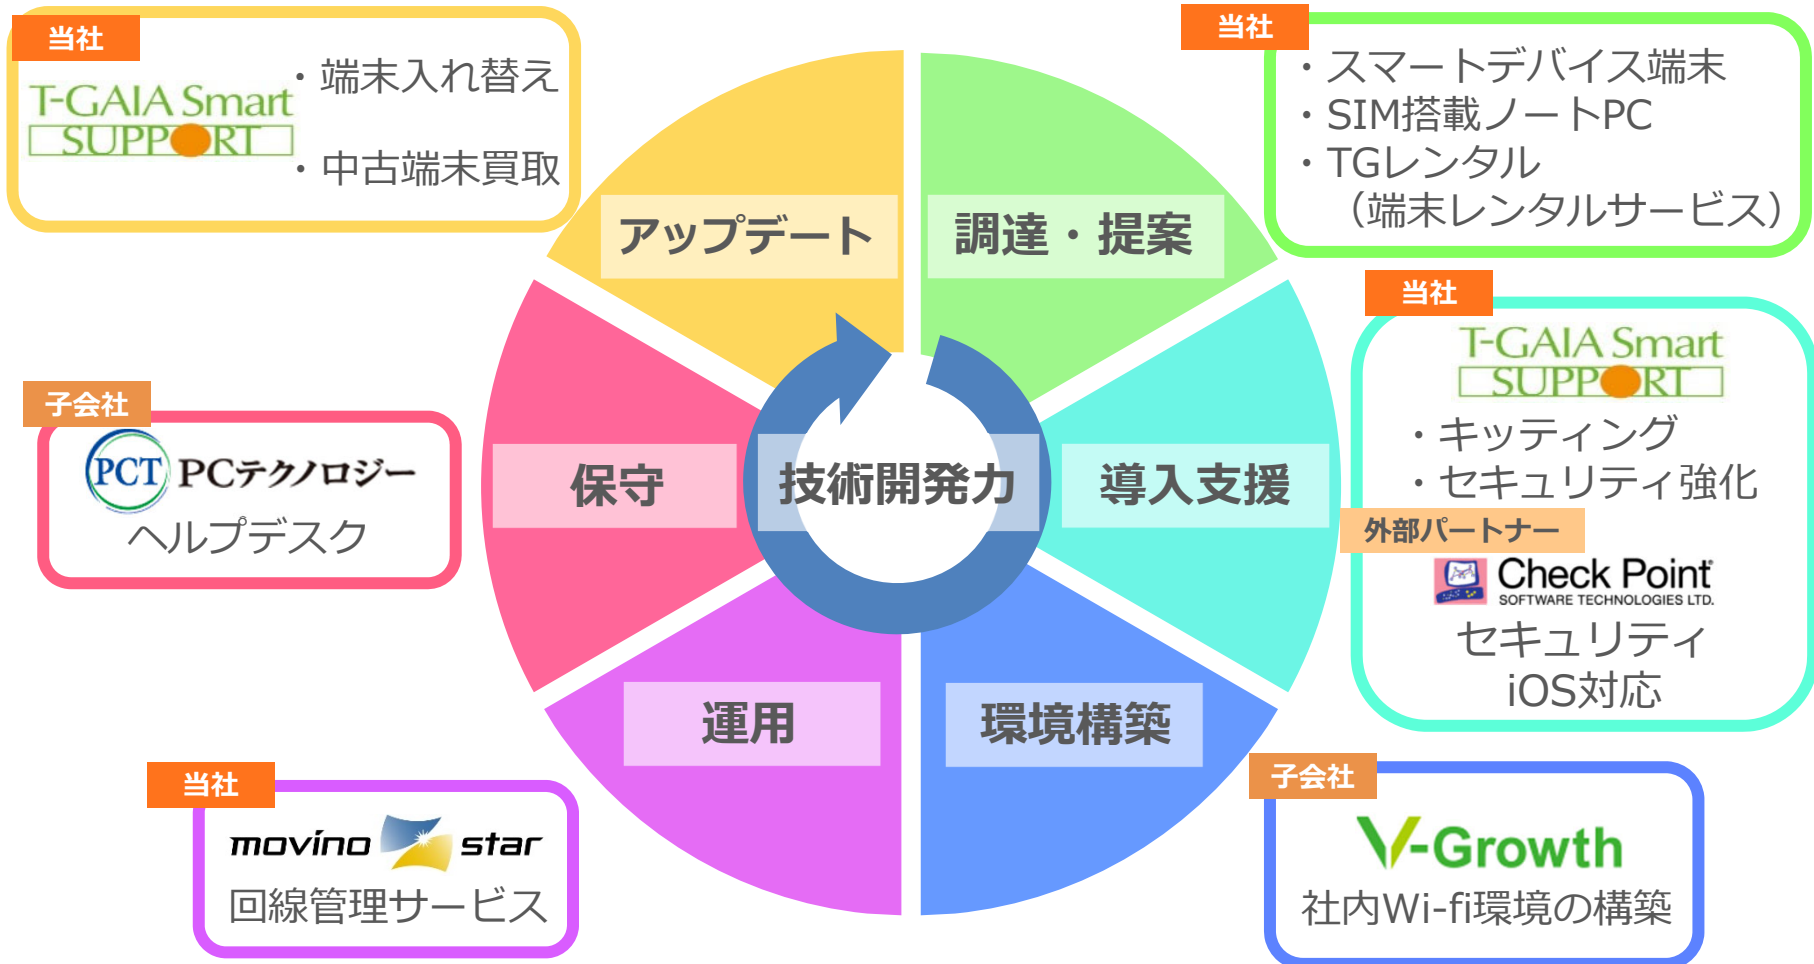 当社
T-GAIA Smart
SUPPORT
・端末入れ替え
・中古端末買取
当社
・スマートデバイス端末
・SIM搭載ノートPC
・TGレンタル
（端末レンタルサービス）
アップデート
調達・提案
保守
技術開発力
導入支援
運用
環境構築
当社
T-GAIA Smart
SUPPORT
・キッティング
・セキュリティ強化
外部パートナー
Check Point
SOFTWARE TECHNOLOGIES LTD.
セキュリティ
iOS対応
子会社
PCT PCテクノロジー
ヘルプデスク
当社
movino star
回線管理サービス
子会社
V-Growth
社内Wi-fi環境の構築